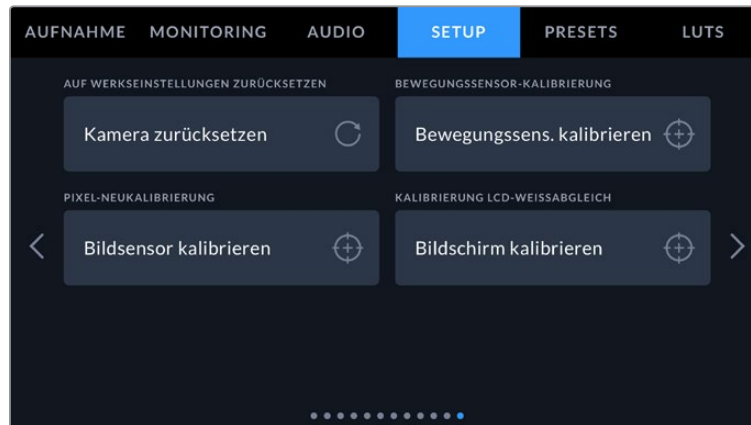 AUFNAHME MONITORING AUDIO SETUP PRESETS LUTS
AUF WERKSEINSTELLUNGEN ZURÜCKSETZEN BEWEGUNGSSENSOR-KALIBRIERUNG
Kamera zurücksetzen Bewegungssens. kalibrieren
PIXEL-NEUKALIBRIERUNG KALIBRIERUNG LCD-WEISSABGLEICH
Bildsensor kalibrieren Bildschirm kalibrieren